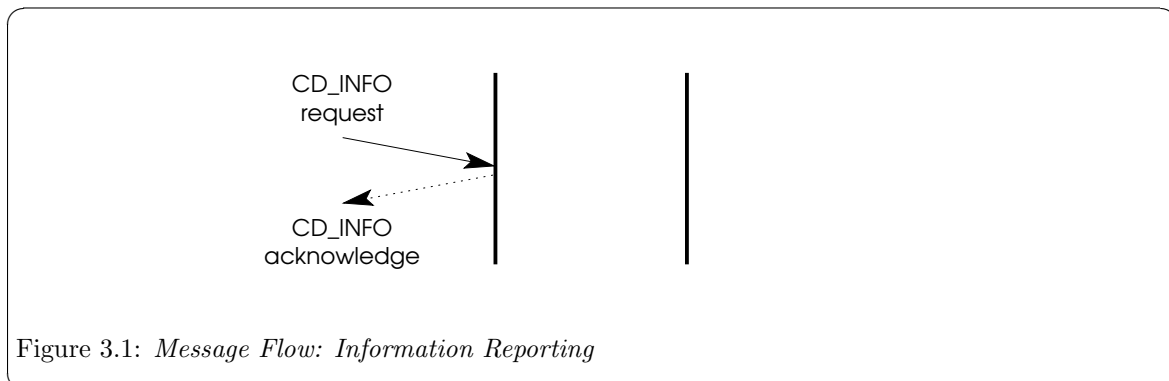 CD_INFO
request
CD_INFO
acknowledge
Figure 3.1: Message Flow: Information Reporting